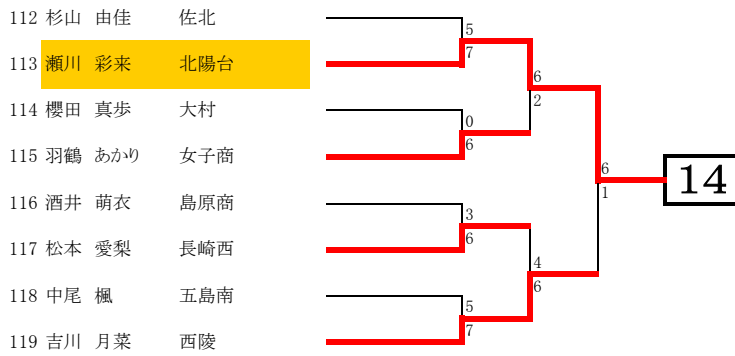 112 杉山 由佳 佐北
5
113 瀬川 彩来 北陽台
7
6
2
114 櫻田 真歩 大村
0
115 羽鶴 あかり 女子商
6
6
1
14
116 酒井 萌衣 島原商
3
117 松本 愛梨 長崎西
6
4
6
118 中尾 楓 五島南
5
119 吉川 月菜 西陵
7